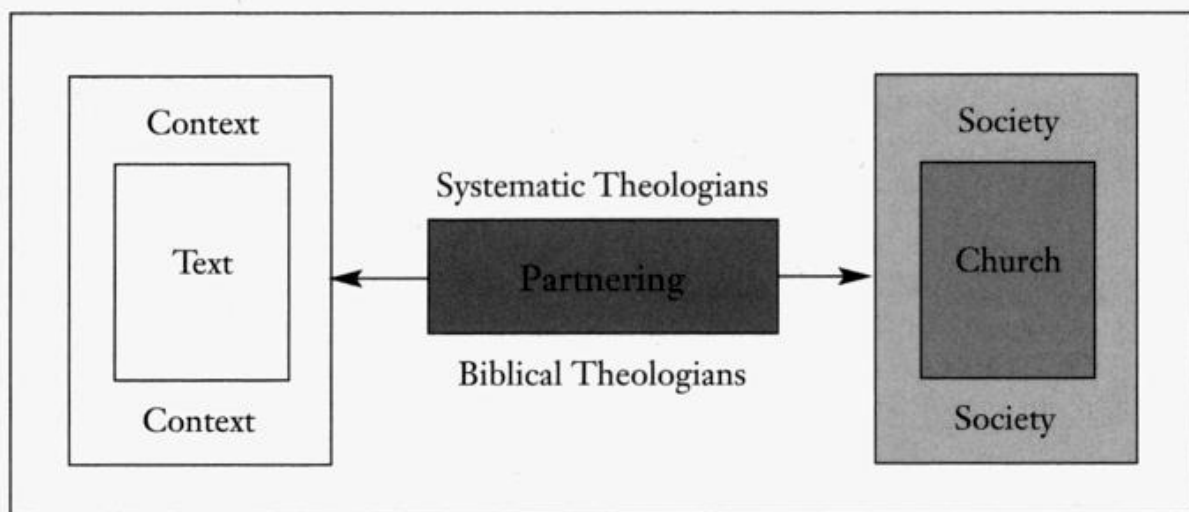 Context
Text
Context
Systematic Theologians
Partnering
Biblical Theologians
Society
Church
Society